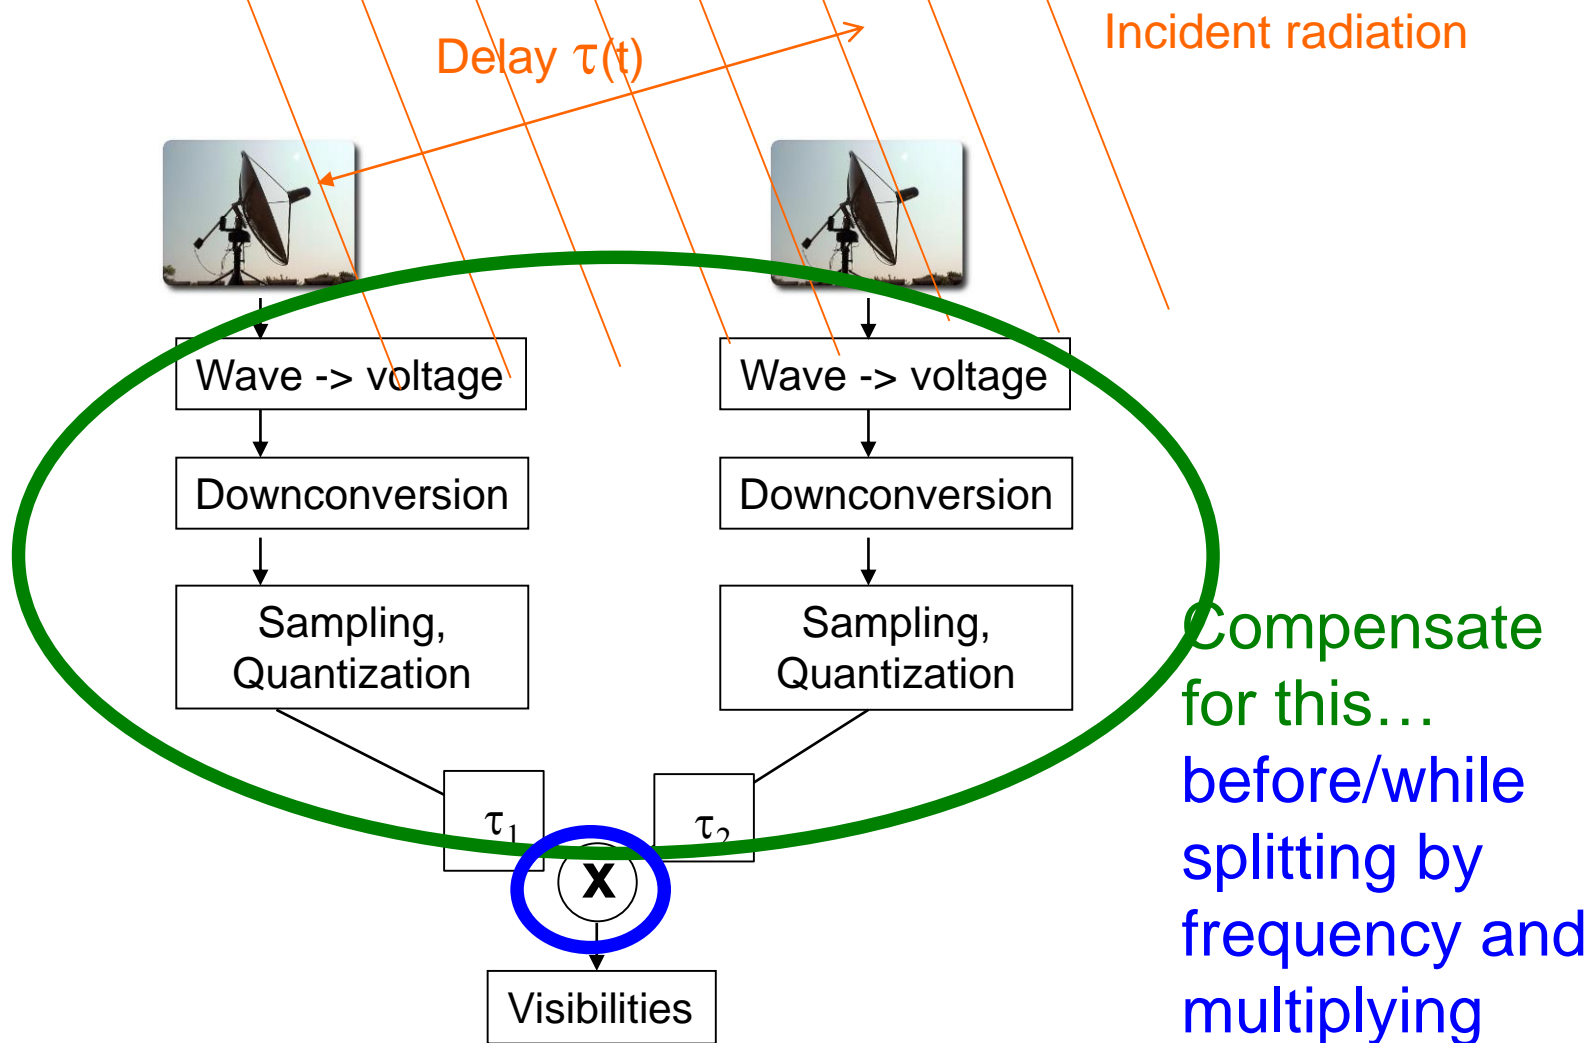 Incident radiation
Delay τ(t)
Wave -> voltage
Wave -> voltage
Downconversion
Downconversion
Sampling,
Quantization
Sampling,
Quantization
Compensate
for this…
before/while
splitting by
frequency and
multiplying
τ1
τ2
X
Visibilities